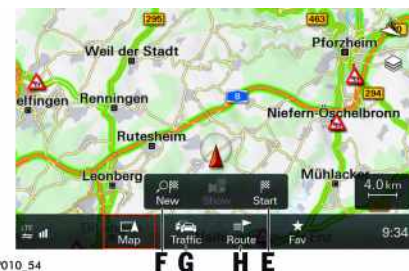 295
463
Pforzheim
Weil der Stadt
elfingen
Renningen
8
294
Niefern-Öschelbronn
Rutesheim
Leonberg
Mühlacker
New
Show
Start
4.0 km
LTE
Map
Traffic
Route
Fav
9:34
F G H E
010_54